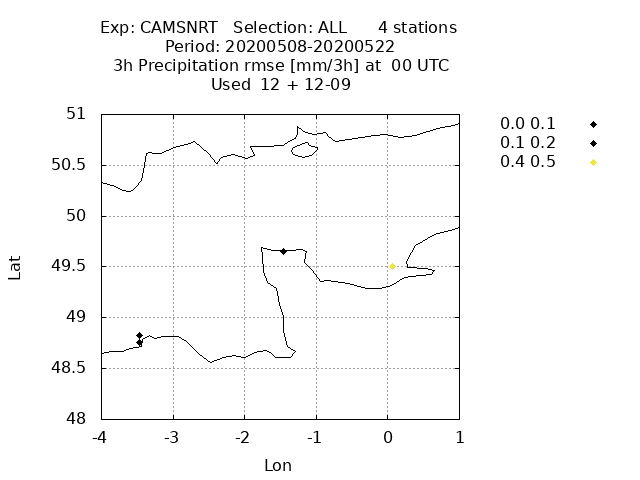 Exp: CAMSNRT Selection: ALL 4 stations
Period: 20200508-20200522
3h Precipitation rmse [mm/3h] at 00 UTC
Used 12 + 12-09
0.0 0.1
0.1 0.2
0.4 0.5
51
50.5
50
49.5
49
48.5
48
Lat
-4 -3 -2 -1 0 1
Lon